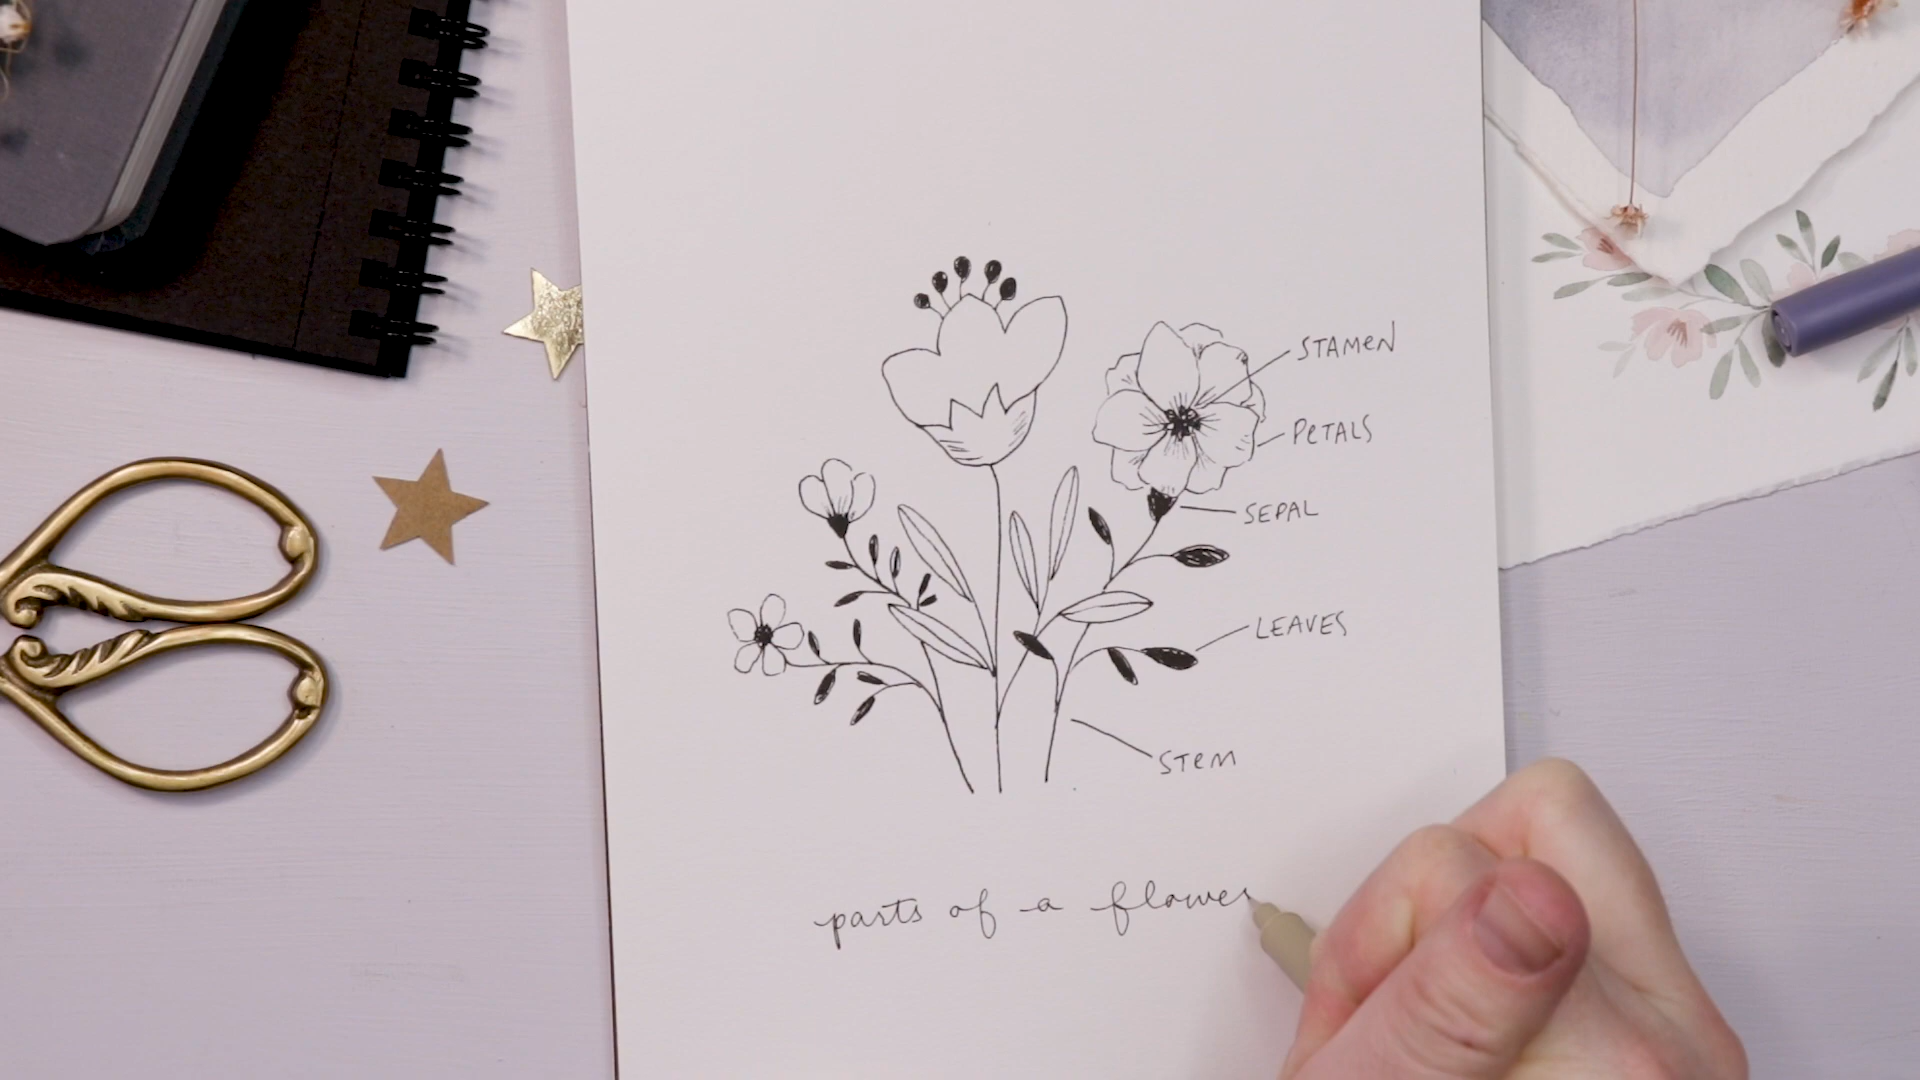 STAMEN
PETALS
SEPAL
LEAVES
STEM
parts of a flower